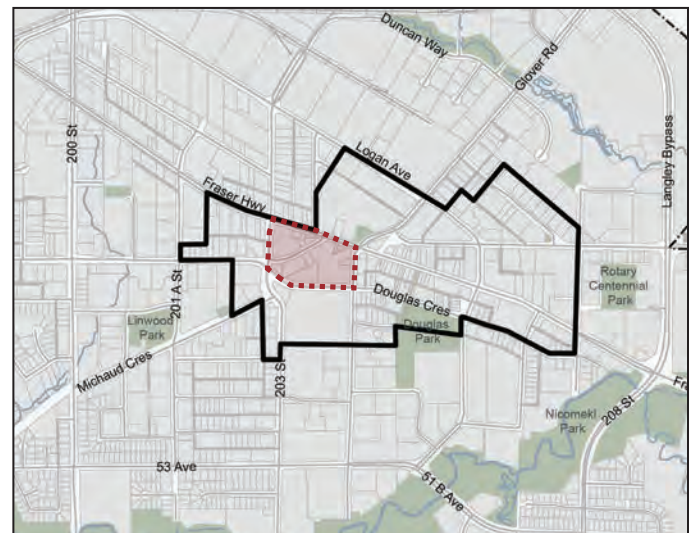 Duncan Way
Glover Rd
200 St
Logan Ave
Langley Bypass
Fraser Hwy
201 A St
Rotary
Centennial
Park
Douglas Cres
Linwood
Park
Douglas
Park
Michaud Cres
203 St
Fr
Nicomekl
Park
208 St
53 Ave
51 B Ave